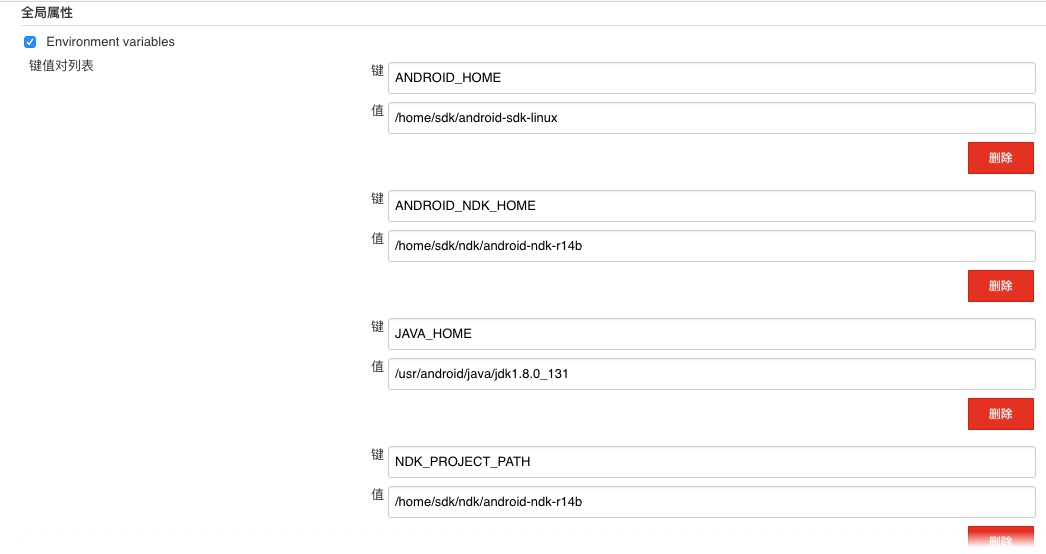 全局属性
Environment variables
键值对列表
键 ANDROID_HOME
值 /home/sdk/android-sdk-linux
删除
键 ANDROID_NDK_HOME
值 /home/sdk/ndk/android-ndk-r14b
删除
键 JAVA_HOME
值 /usr/android/java/jdk1.8.0_131
删除
键 NDK_PROJECT_PATH
值 /home/sdk/ndk/android-ndk-r14b
删除